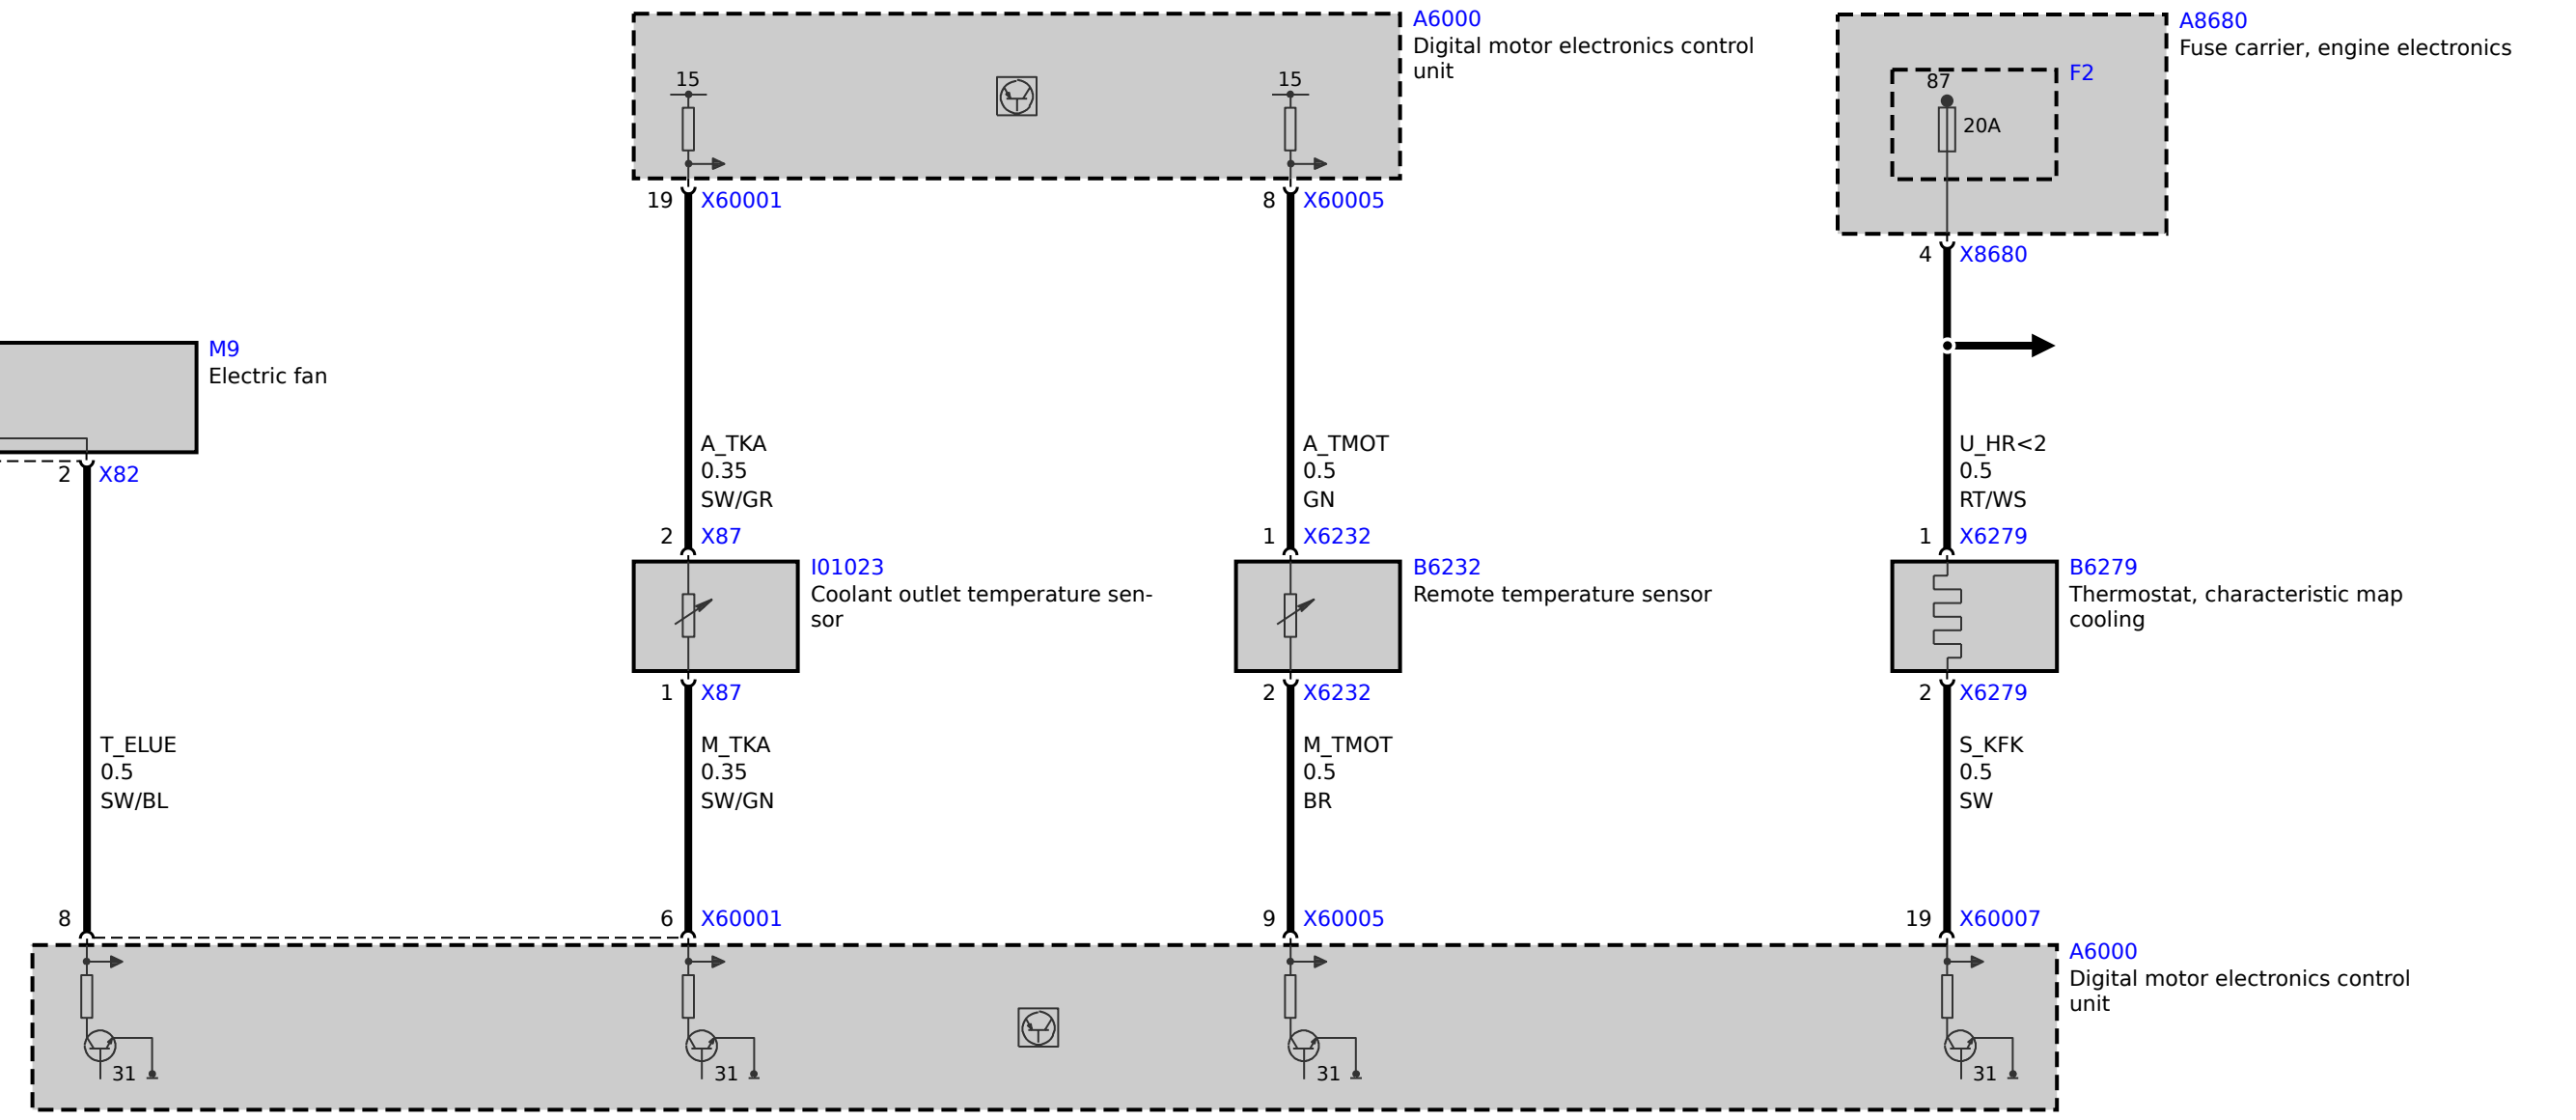 A6000
Digital motor electronics control
unit
15
15
A8680
Fuse carrier, engine electronics
F2
87
20A
19 X60001
8 X60005
4 X8680
M9
Electric fan
2 X82
A_TKA
0.35
SW/GR
A_TMOT
0.5
GN
U_HR<2
0.5
RT/WS
2 X87
1 X6232
1 X6279
I01023
Coolant outlet temperature sen-
sor
B6232
Remote temperature sensor
B6279
Thermostat, characteristic map
cooling
1 X87
2 X6232
2 X6279
T_ELUE
0.5
SW/BL
M_TKA
0.35
SW/GN
M_TMOT
0.5
BR
S_KFK
0.5
SW
8
6 X60001
9 X60005
19 X60007
A6000
Digital motor electronics control
unit
31
31
31
31